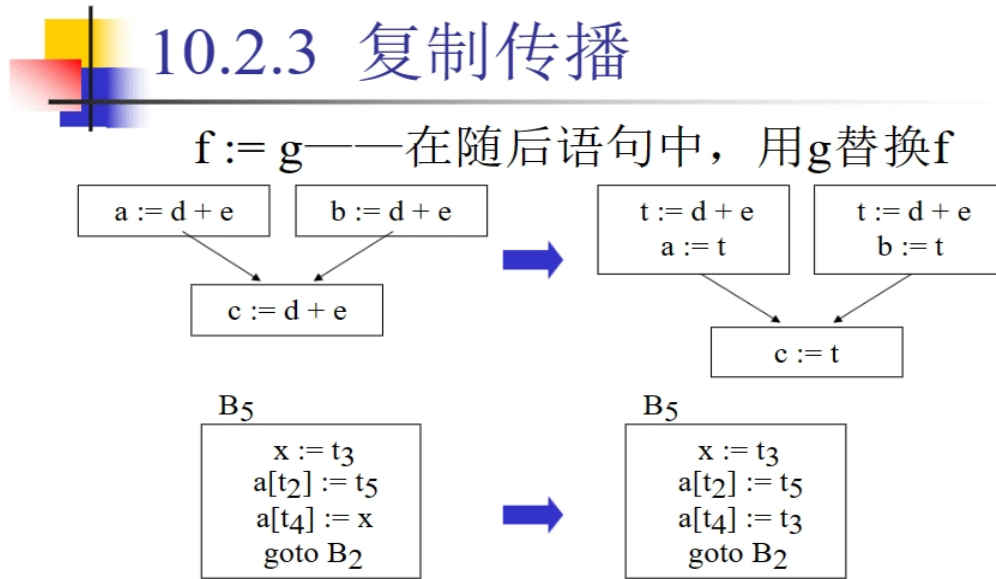 10.2.3 复制传播
f := g——在随后语句中，用g替换f
a := d + e
b := d + e
c := d + e
t := d + e
a := t
t := d + e
b := t
c := t
B5
x := t3
a[t2] := t5
a[t4] := x
goto B2
B5
x := t3
a[t2] := t5
a[t4] := t3
goto B2